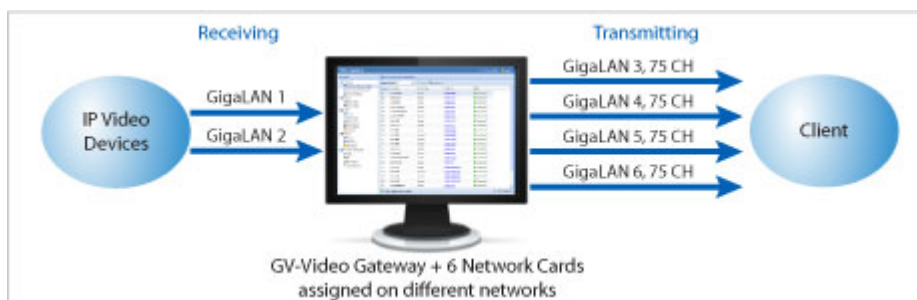 Receiving
Transmitting
IP Video
Devices
GigaLAN 1
GigaLAN 2
GigaLAN 3, 75 CH
GigaLAN 4, 75 CH
GigaLAN 5, 75 CH
GigaLAN 6, 75 CH
Client
GV-Video Gateway + 6 Network Cards
assigned on different networks